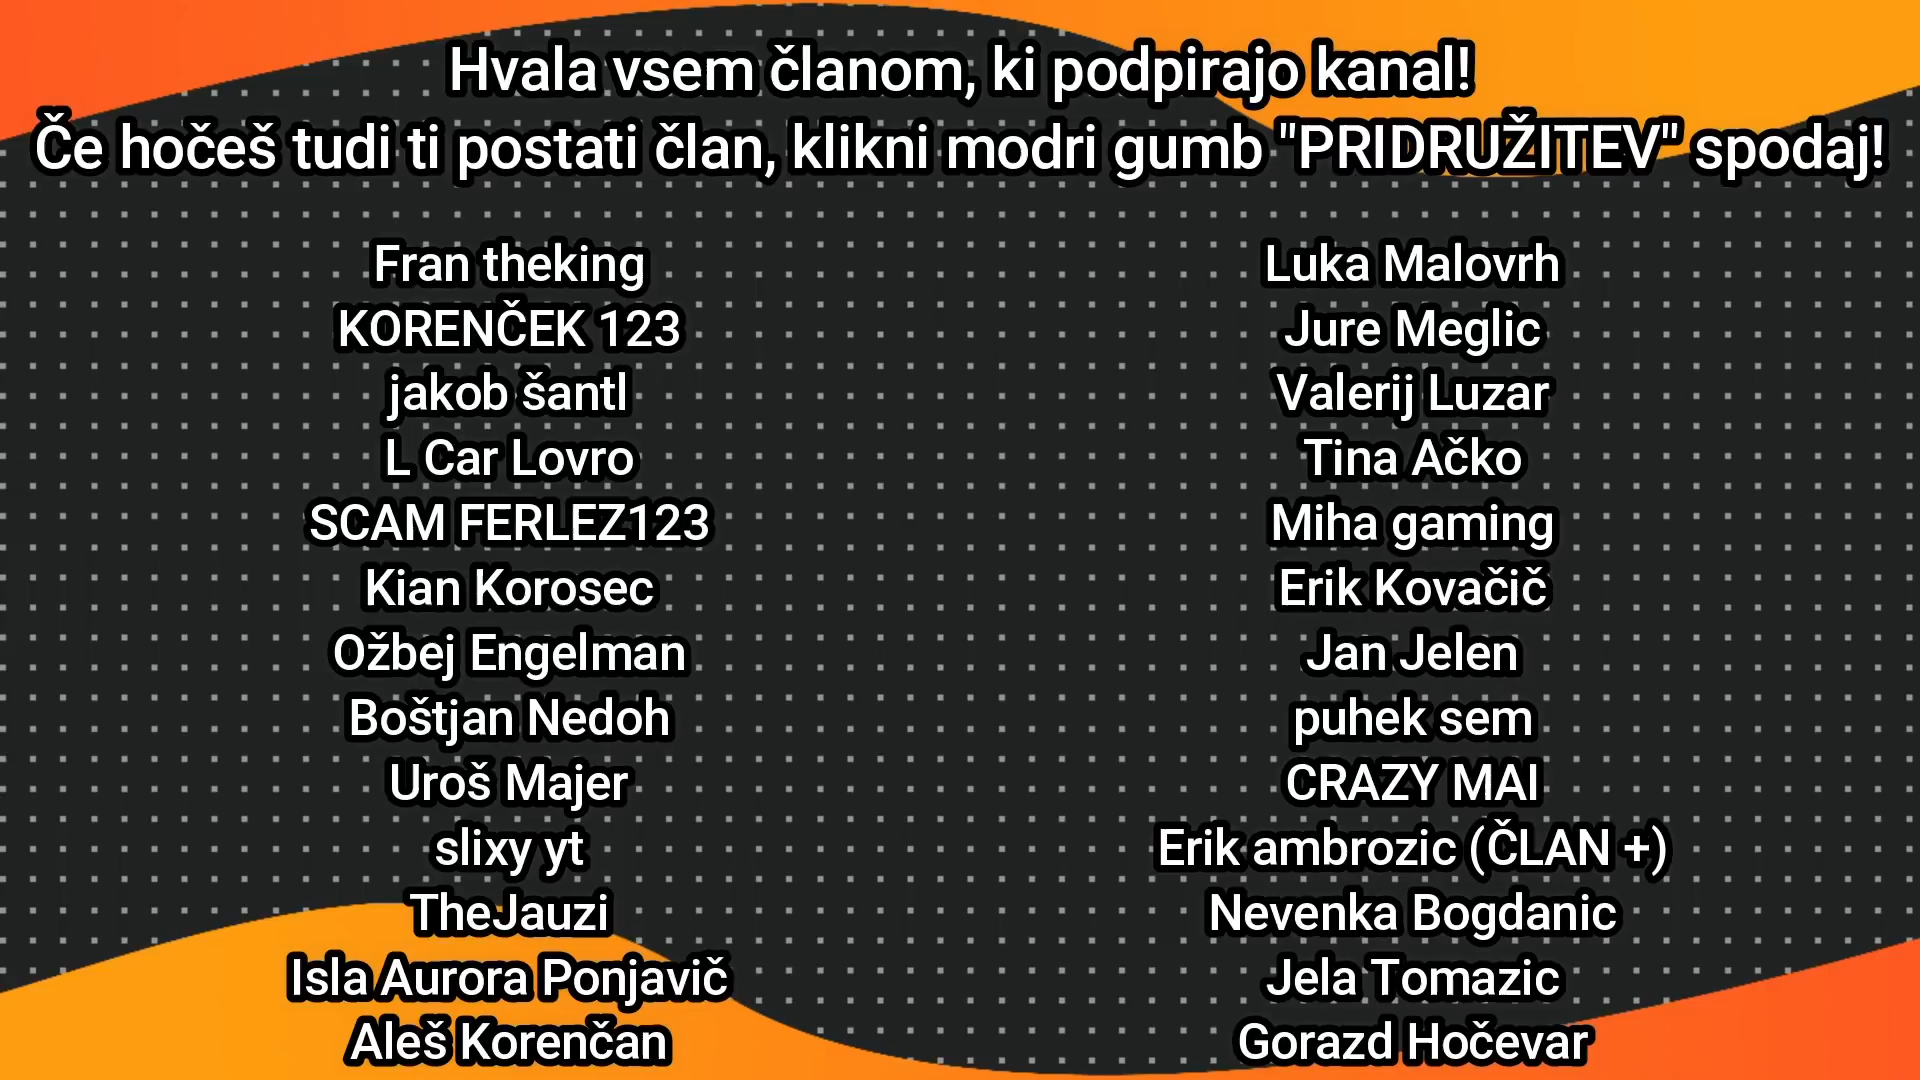 Hvala vsem članom, ki podpirajo kanal!
Če hočeš tudi ti postati član, klikni modri gumb "PRIDRUŽITEV" spodaj!
Fran theking
KORENČEK 123
jakob šantl
L Car Lovro
SCAM FERLEZ123
Kian Korosec
Ožbej Engelman
Boštjan Nedoh
Uroš Majer
slixy yt
TheJauzi
Isla Aurora Ponjavič
Aleš Korenčan
Luka Malovrh
Jure Meglic
Valerij Luzar
Tina Ačko
Miha gaming
Erik Kovačič
Jan Jelen
puhek sem
CRAZY MAI
Erik ambrozic (ČLAN +)
Nevenka Bogdanic
Jela Tomazic
Gorazd Hočevar